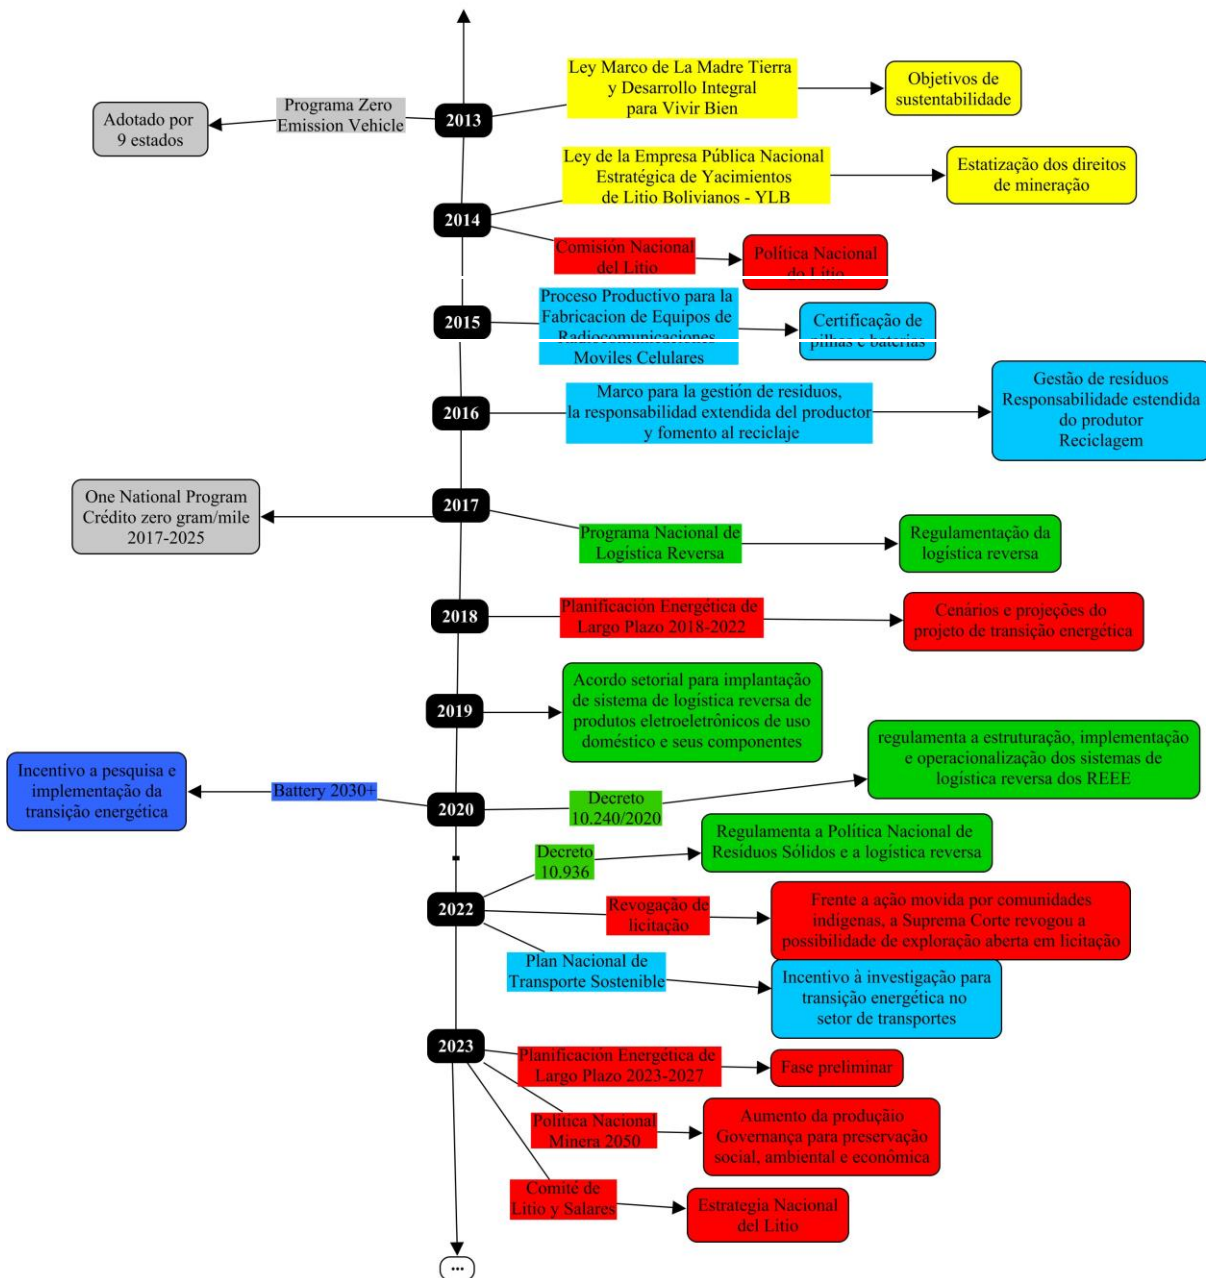 Ley Marco de La Madre Tierra
y Desarrollo Integral
para Vivir Bien
Objetivos de
sustentabilidade
Programa Zero
Emission Vehicle
Adotado por
9 estados
2013
Ley de la Empresa Pública Nacional
Estratégica de Yacimientos
de Litio Bolivianos - YLB
Estatização dos direitos
de mineração
2014
Comisión Nacional
del Litio
Política Nacional
do Lítio
2015
Proceso Productivo para la
Fabricacion de Equipos de
Radiocomunicaciones
Moviles Celulares
Certificação de
pilhas e baterias
2016
Marco para la gestión de resíduos,
la responsabilidad extendida del productor
y fomento al reciclaje
Gestão de resíduos
Responsabilidade estendida
do produtor
Reciclagem
One National Program
Crédito zero gram/mile
2017-2025
2017
Programa Nacional de
Logística Reversa
Regulamentação da
logística reversa
2018
Planificación Energética de
Largo Plazo 2018-2022
Cenários e projeções do
projeto de transição energética
2019
Acordo setorial para implantação
de sistema de logística reversa de
produtos eletroeletrônicos de uso
doméstico e seus componentes
Incentivo a pesquisa e
implementação da
transição energética
Battery 2030+
2020
Decreto
10.240/2020
regulamenta a estruturação, implementação
e operacionalização dos sistemas de
logística reversa dos REEE
Decreto
10.936
Regulamenta a Política Nacional de
Resíduos Sólidos e a logística reversa
2022
Revogação de
licitação
Frente a ação movida por comunidades
indígenas, a Suprema Corte revogou a
possibilidade de exploração aberta em licitação
Plan Nacional de
Transporte Sostenible
Incentivo à investigação para
transição energética no
setor de transportes
2023
Planificación Energética de
Largo Plazo 2023-2027
Fase preliminar
Política Nacional
Minera 2050
Aumento da produçãio
Governança para preservação
social, ambiental e econômica
Comité de
Litio y Salares
Estrategia Nacional
del Litio
...